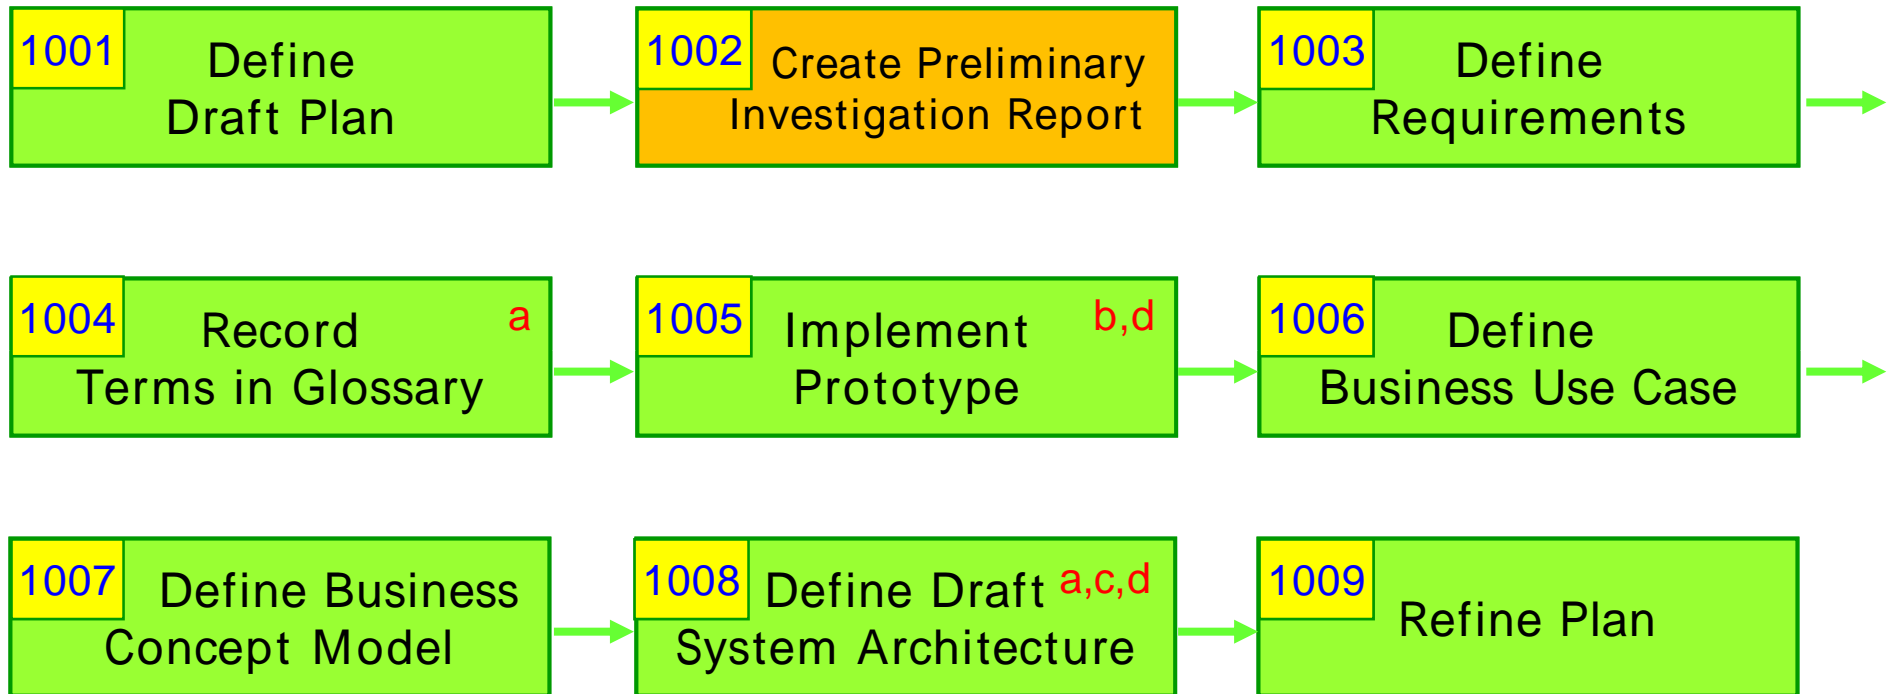 1001
Define
Draft Plan
1002
Create Preliminary
Investigation Report
1003
Define
Requirements
1004
Record a
Terms in Glossary
1005
Implement b,d
Prototype
1006
Define
Business Use Case
1007
Define Business
Concept Model
1008
Define Draft a,c,d
System Architecture
1009
Refine Plan